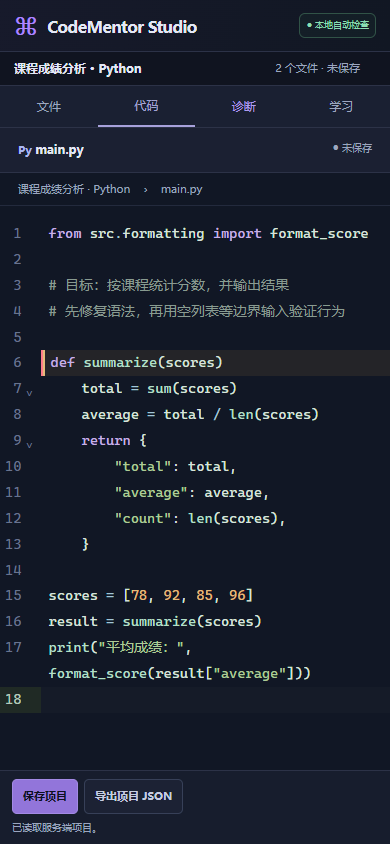 ⌘ CodeMentor Studio
本地自动检查
课程成绩分析 • Python
2 个文件 · 未保存
文件 代码 诊断 学习
Py main.py
未保存
课程成绩分析 · Python › main.py
1 from src.formatting import format_score
2
3 # 目标：按课程统计分数，并输出结果
4 # 先修复语法，再用空列表等边界输入验证行为
5
6 def summarize(scores)
7     total = sum(scores)
8     average = total / len(scores)
9     return {
10         "total": total,
11         "average": average,
12         "count": len(scores),
13     }
14
15 scores = [78, 92, 85, 96]
16 result = summarize(scores)
17 print("平均成绩：",
format_score(result["average"]))
18
保存项目 导出项目 JSON
已读取服务端项目。